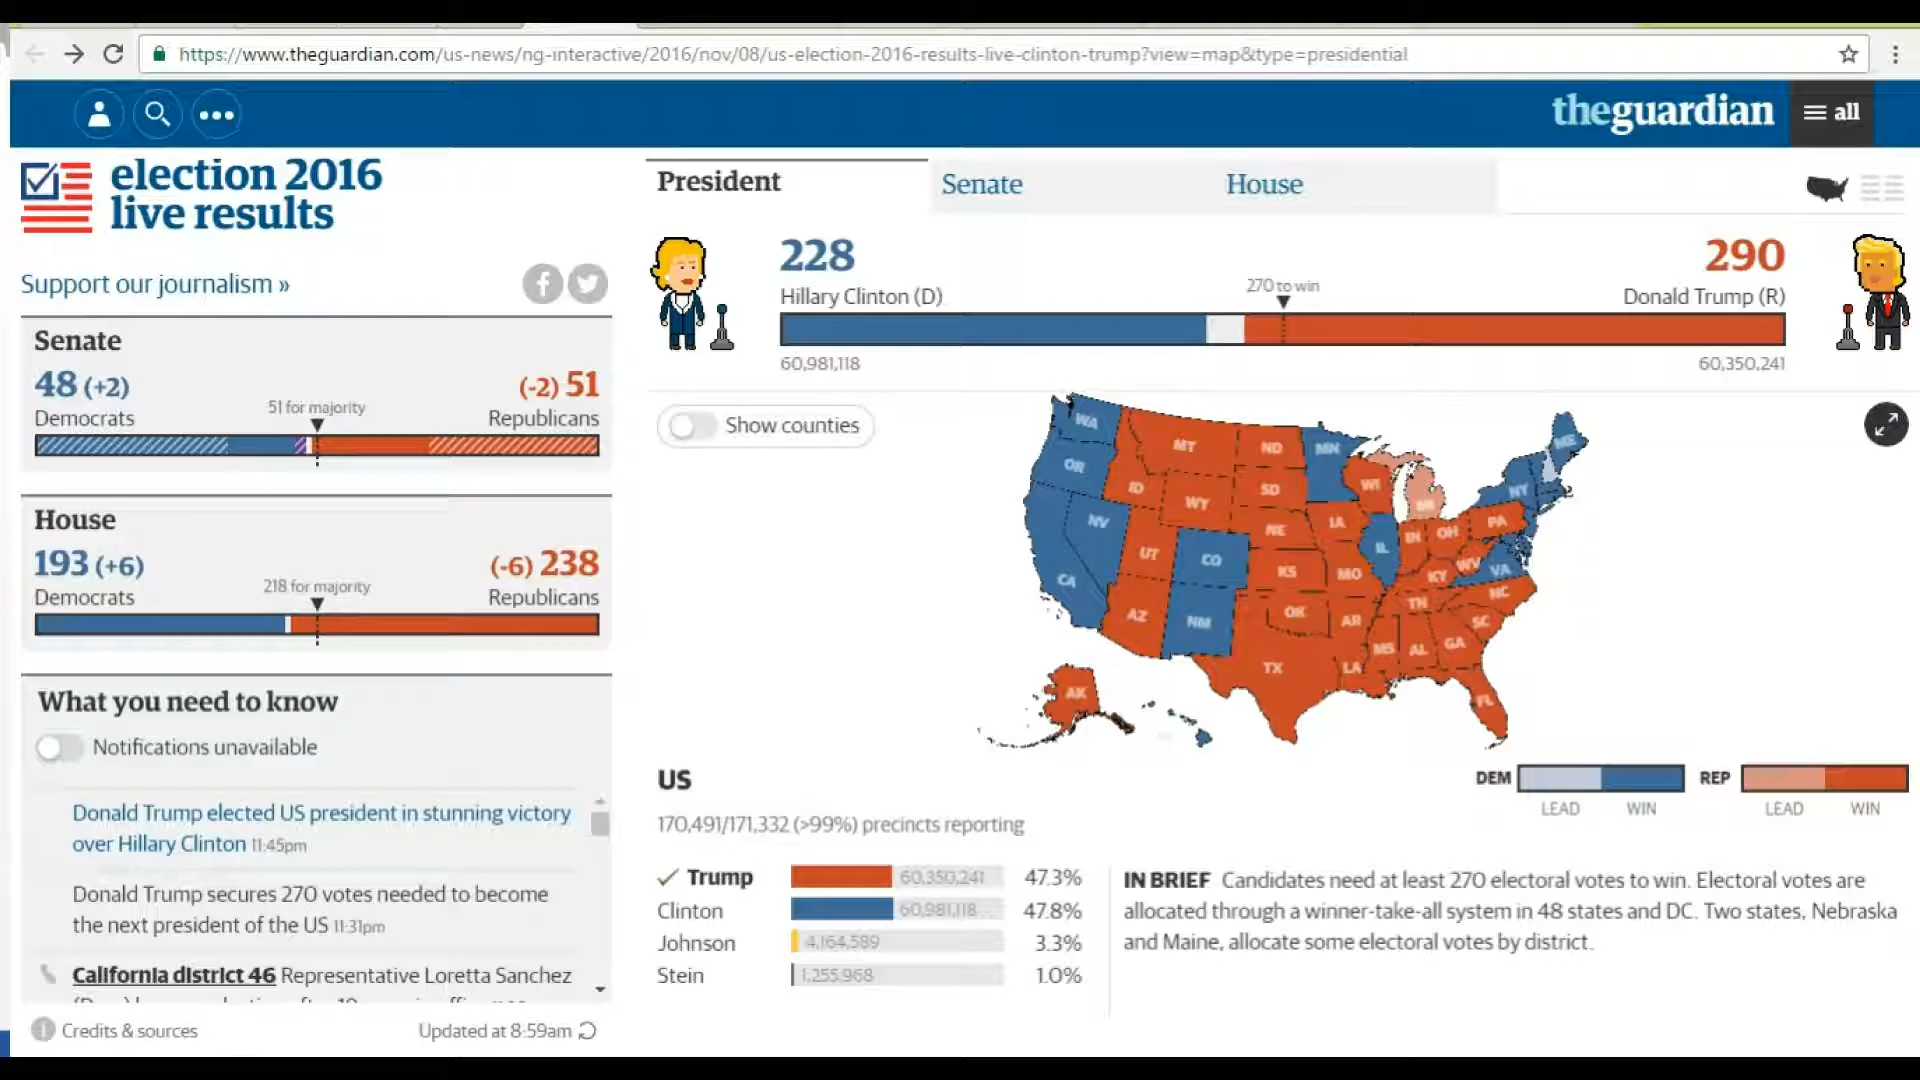 https://www.theguardian.com/us-news/ng-interactive/2016/nov/08/us-election-2016-results-live-clinton-trump?view=map&type=presidential
theguardian
all
election 2016
live results
Support our journalism »
Senate
48 (+2)
(-2) 51
Democrats
51 for majority
Republicans
House
193 (+6)
(-6) 238
Democrats
218 for majority
Republicans
What you need to know
Notifications unavailable
Donald Trump elected US president in stunning victory
over Hillary Clinton 11:45pm
Donald Trump secures 270 votes needed to become
the next president of the US 11:31pm
California district 46 Representative Loretta Sanchez
Credits & sources
Updated at 8:59am
President
Senate
House
228
290
Hillary Clinton (D)
270 to win
Donald Trump (R)
60,981,118
60,350,241
Show counties
WA
MT
ND
MN
ME
OR
ID
SD
WI
NY
WY
MI
NV
NE
IA
PA
UT
CO
IL
IN
OH
CA
KS
MO
KY
WV
VA
AZ
NM
OK
AR
TN
NC
SC
TX
LA
MS
AL
GA
AK
FL
US
DEM
REP
LEAD
WIN
LEAD
WIN
170,491/171,332 (>99%) precincts reporting
Trump 60,350,241 47.3%
Clinton 60,981,118 47.8%
Johnson 4,164,589 3.3%
Stein 1,255,968 1.0%
IN BRIEF Candidates need at least 270 electoral votes to win. Electoral votes are
allocated through a winner-take-all system in 48 states and DC. Two states, Nebraska
and Maine, allocate some electoral votes by district.